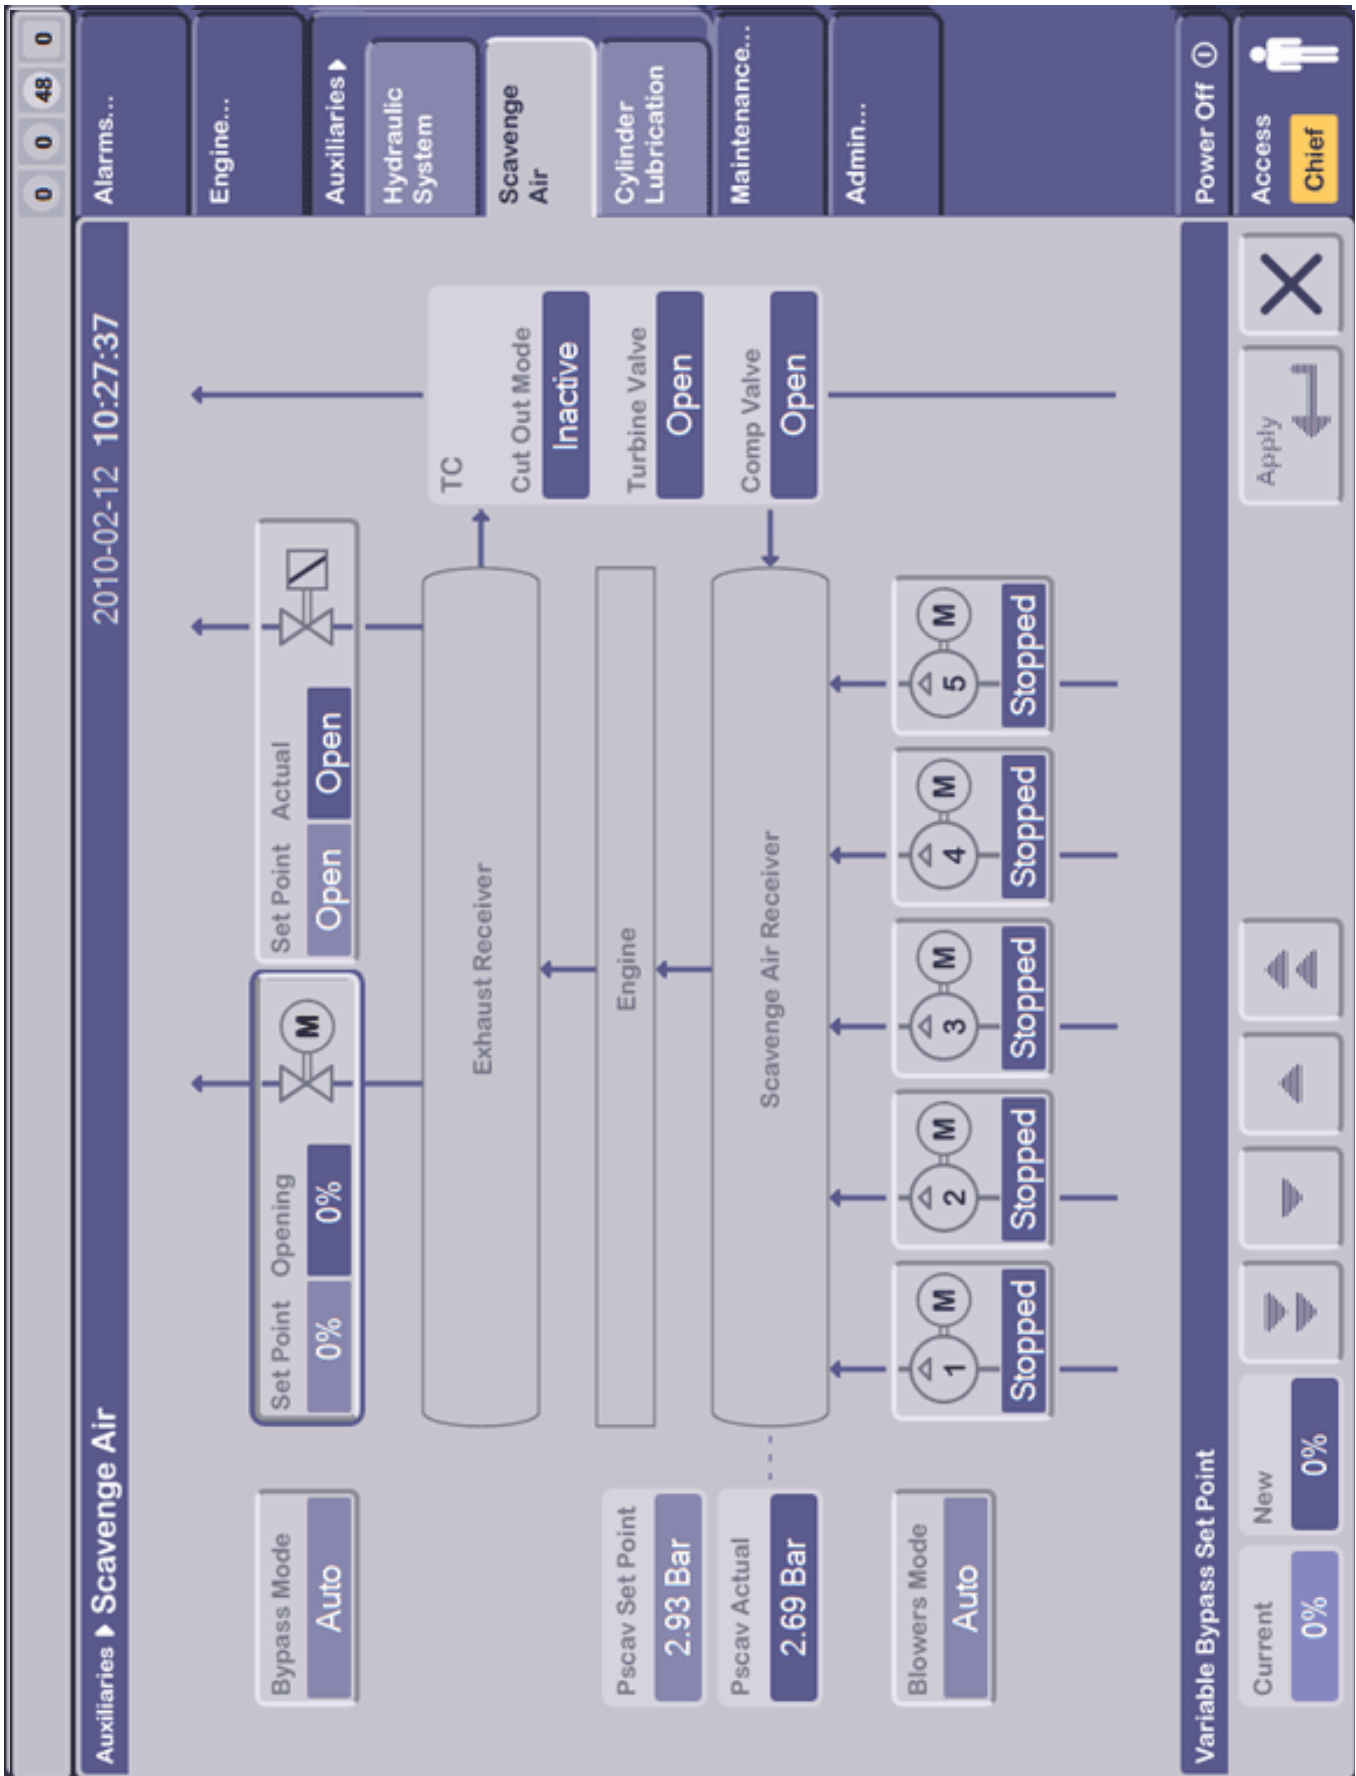 0 0 48 0
Auxiliaries ▶ Scavenge Air 2010-02-12 10:27:37
Alarms...
Engine...
Auxiliaries ▶
Hydraulic
System
Scavenge
Air
Cylinder
Lubrication
Maintenance...
Admin...
Power Off
Access
Chief
Bypass Mode
Auto
Set Point Opening
0% 0%
M
Set Point Actual
Open Open
Exhaust Receiver
Engine
Scavenge Air Receiver
TC
Cut Out Mode
Inactive
Turbine Valve
Open
Comp Valve
Open
Pscav Set Point
2.93 Bar
Pscav Actual
2.69 Bar
Blowers Mode
Auto
1 M
Stopped
2 M
Stopped
3 M
Stopped
4 M
Stopped
5 M
Stopped
Variable Bypass Set Point
Current
0%
New
0%
Apply